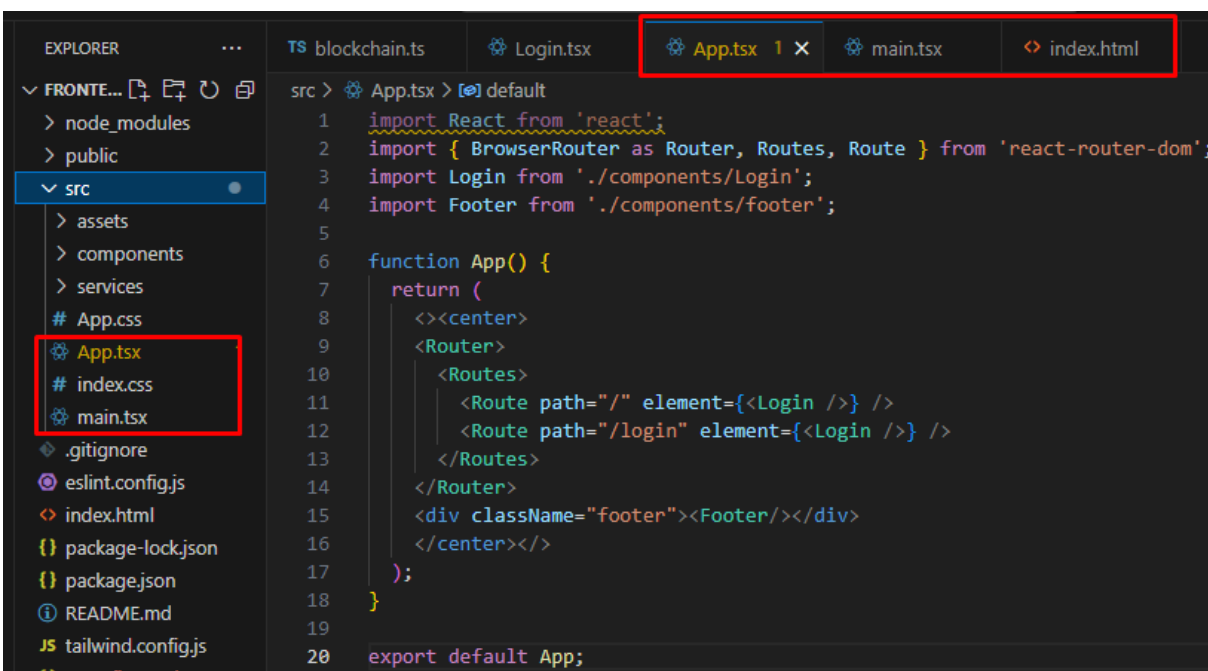 EXPLORER ...
FRONTE...
node_modules
public
src
assets
components
services
# App.css
App.tsx
# index.css
main.tsx
.gitignore
eslint.config.js
<> index.html
{} package-lock.json
{} package.json
README.md
JS tailwind.config.js
TS blockchain.ts Login.tsx App.tsx 1 × main.tsx <> index.html
src > App.tsx > default
1 import React from 'react';
2 import { BrowserRouter as Router, Routes, Route } from 'react-router-dom';
3 import Login from './components/Login';
4 import Footer from './components/footer';
5
6 function App() {
7 return (
8 <><center>
9 <Router>
10 <Routes>
11 <Route path="/" element={<Login />} />
12 <Route path="/login" element={<Login />} />
13 </Routes>
14 </Router>
15 <div className="footer"><Footer/></div>
16 </center></>
17 );
18 }
19
20 export default App;